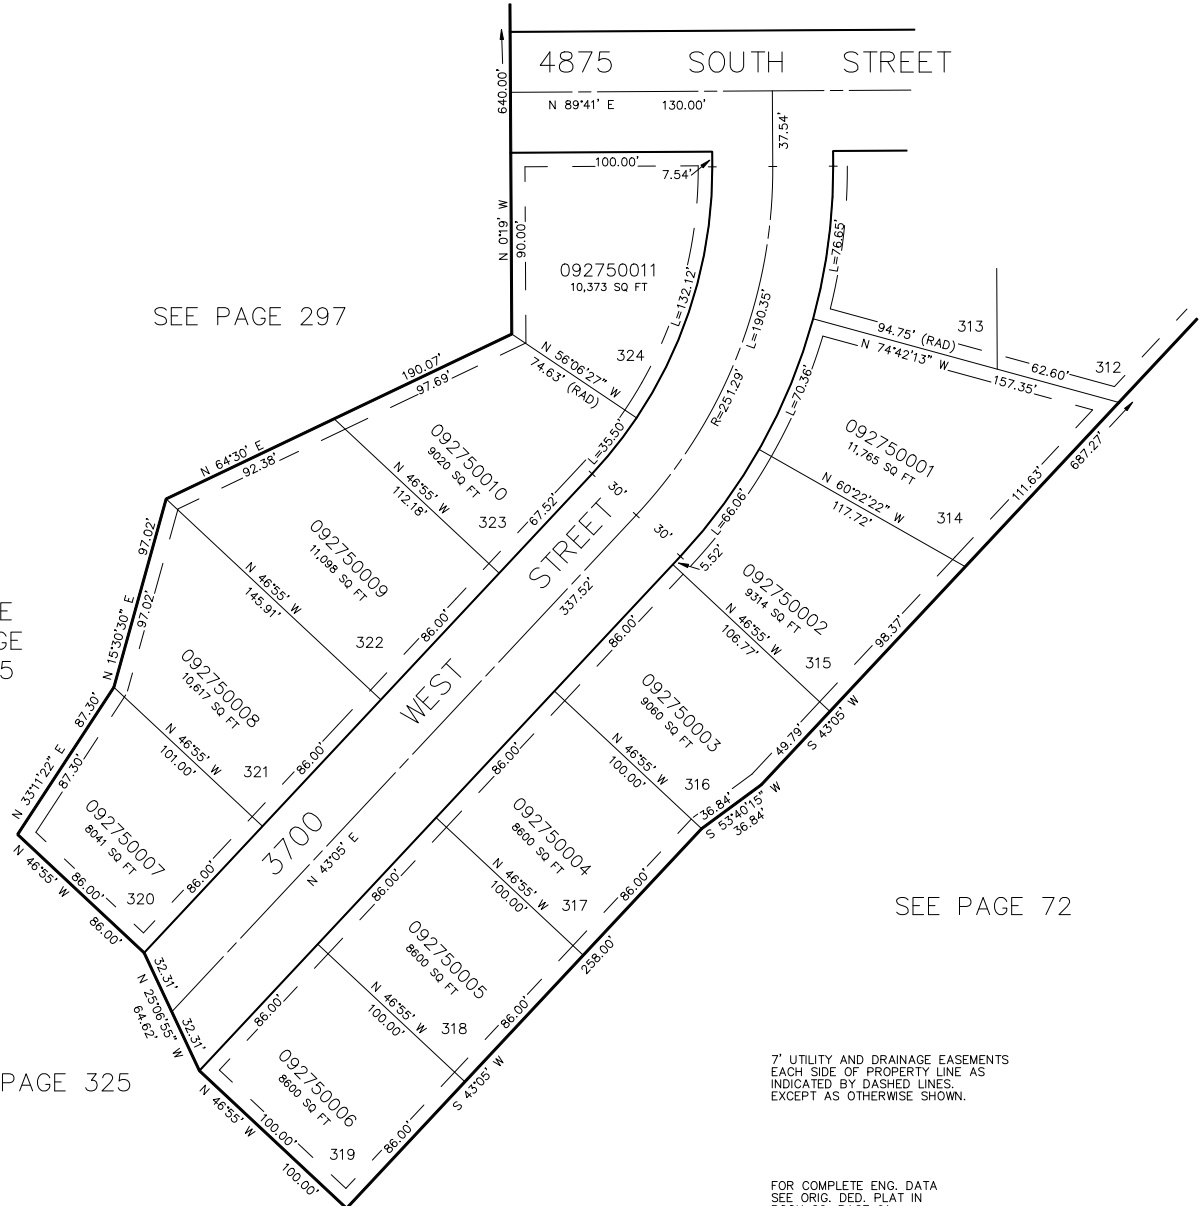 4875 SOUTH STREET
640.00'
N 89°41' E 130.00'
37.54'
100.00'
7.54'
N 0°19' W
90.00'
092750011
10,373 SQ FT
L=132.12'
L=190.35'
L=76.65'
R=251.29'
324
N 56°06'27" W
74.63' (RAD)
SEE PAGE 297
190.07'
97.69'
N 64°30' E
92.38'
313
94.75' (RAD)
N 74°42'13" W
62.60'
157.35'
312
687.27'
L=70.36'
092750001
11,765 SQ FT
111.63'
314
N 60°22'22" W
117.72'
L=35.50'
092750010
9020 SQ FT
N 46°55' W
112.18'
323
67.52'
30'
30'
L=66.06'
5.52'
STREET
337.52'
WEST
3700
N 43°05' E
092750009
11,098 SQ FT
N 46°55' W
145.91'
322
86.00'
97.02'
N 15°30'30" E
97.02'
092750008
10,617 SQ FT
N 46°55' W
101.00'
321
86.00'
87.30'
N 33°11'22" E
87.30'
092750007
8041 SQ FT
320
86.00'
N 46°55' W
86.00'
86.00'
32.31'
N 25°06'55" W
64.62'
32.31'
092750002
9314 SQ FT
N 46°55' W
106.77'
315
98.37'
86.00'
092750003
9060 SQ FT
N 46°55' W
100.00'
316
49.79'
S 43°05' W
36.84'
S 53°40'15" W
36.84'
86.00'
092750004
8600 SQ FT
N 46°55' W
100.00'
317
86.00'
258.00'
86.00'
092750005
8600 SQ FT
N 46°55' W
100.00'
318
86.00'
S 43°05' W
86.00'
092750006
8600 SQ FT
319
86.00'
N 46°55' W
100.00'
100.00'
E
GE
5
PAGE 325
SEE PAGE 72
7' UTILITY AND DRAINAGE EASEMENTS
EACH SIDE OF PROPERTY LINE AS
INDICATED BY DASHED LINES.
EXCEPT AS OTHERWISE SHOWN.
FOR COMPLETE ENG. DATA
SEE ORIG. DED. PLAT IN